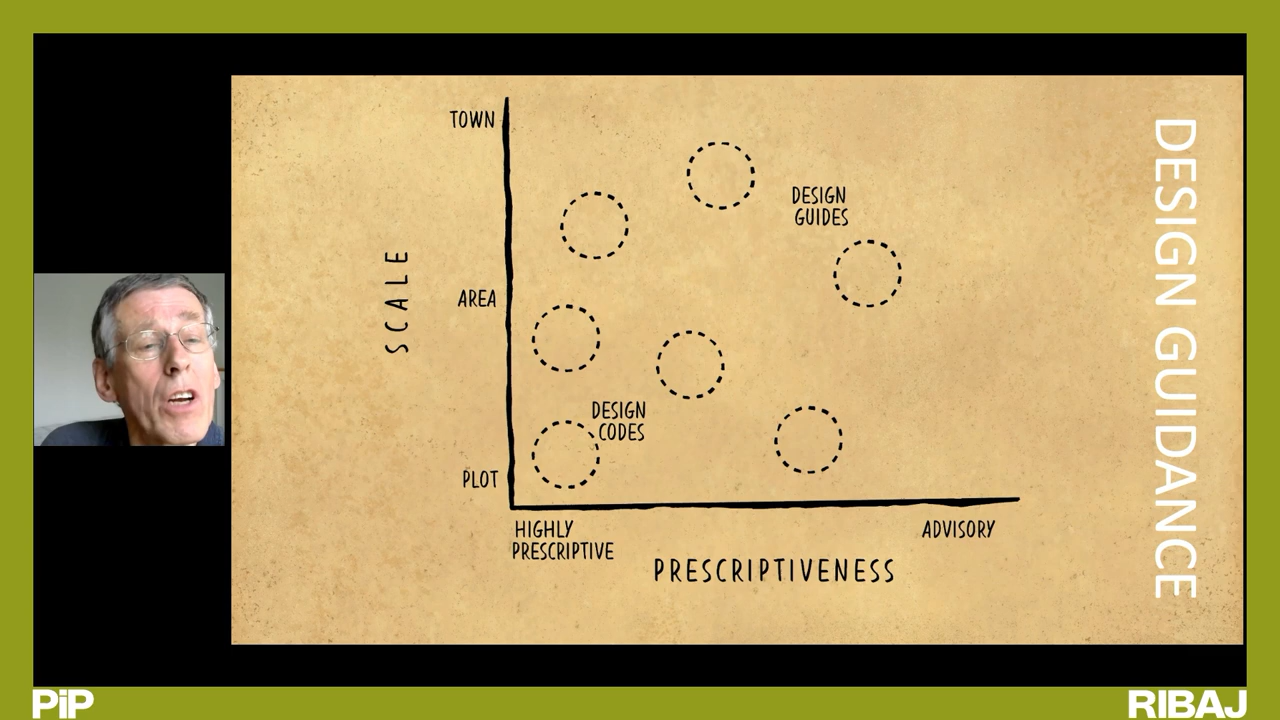 TOWN
DESIGN
GUIDES
SCALE
AREA
DESIGN
CODES
PLOT
HIGHLY
PRESCRIPTIVE
ADVISORY
PRESCRIPTIVENESS
DESIGN GUIDANCE
PiP
RIBAJ